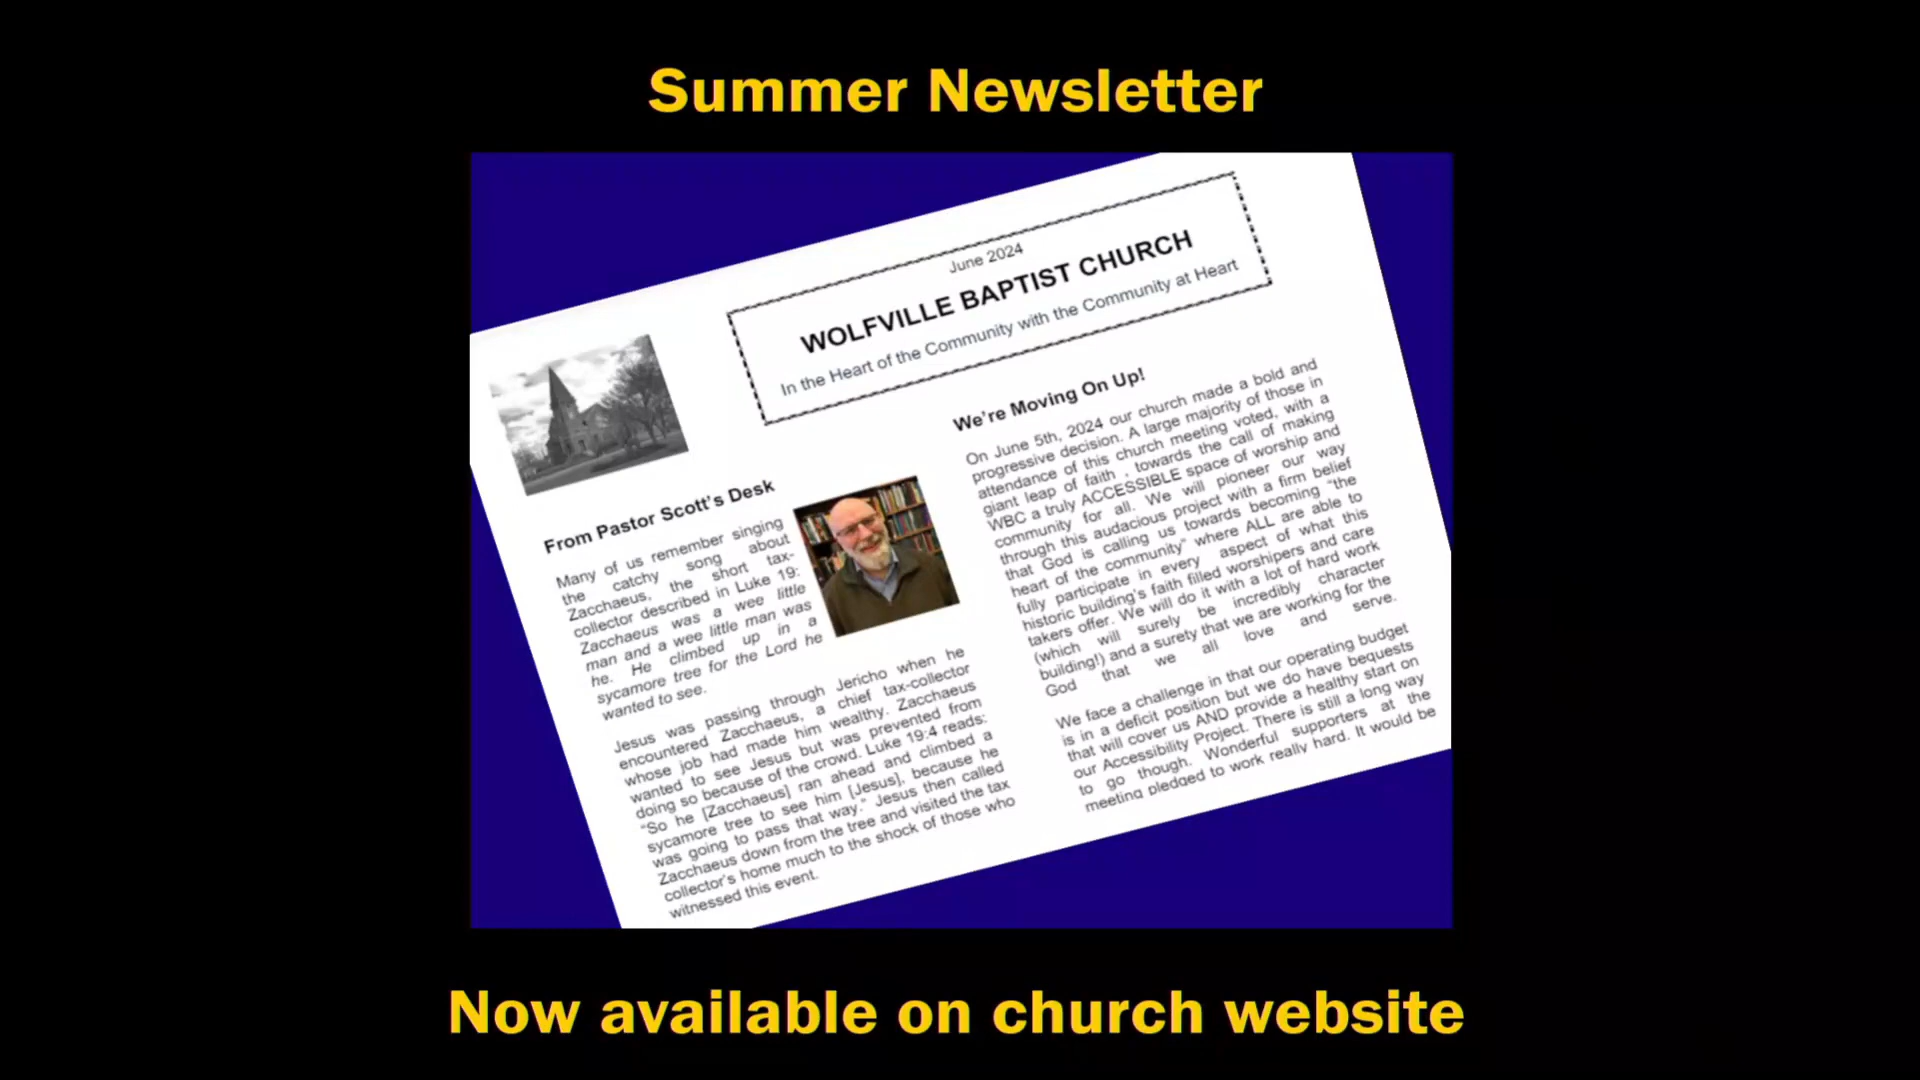 Summer Newsletter
June 2024
WOLFVILLE BAPTIST CHURCH
In the Heart of the Community with the Community at Heart
From Pastor Scott's Desk
Many of us remember singing
the catchy song about
Zacchaeus, the short tax-
collector described in Luke 19:
Zacchaeus was a wee little
man and a wee little man was
he. He climbed up in a
sycamore tree for the Lord he
wanted to see.
Jesus was passing through Jericho when he
encountered Zacchaeus, a chief tax-collector
whose job had made him wealthy. Zacchaeus
wanted to see Jesus but was prevented from
doing so because of the crowd. Luke 19:4 reads:
"So he [Zacchaeus] ran ahead and climbed a
sycamore tree to see him [Jesus], because he
was going to pass that way." Jesus then called
Zacchaeus down from the tree and visited the tax
collector's home much to the shock of those who
witnessed this event.
We're Moving On Up!
On June 5th, 2024 our church made a bold and
progressive decision. A large majority of those in
attendance of this church meeting voted, with a
giant leap of faith , towards the call of making
WBC a truly ACCESSIBLE space of worship and
community for all. We will pioneer our way
through this audacious project with a firm belief
that God is calling us towards becoming "the
heart of the community" where ALL are able to
fully participate in every aspect of what this
historic building's faith filled worshipers and care
takers offer. We will do it with a lot of hard work
(which will surely be incredibly character
building!) and a surety that we are working for the
God that we all love and serve.
We face a challenge in that our operating budget
is in a deficit position but we do have bequests
that will cover us AND provide a healthy start on
our Accessibility Project. There is still a long way
to go though. Wonderful supporters at the
meeting pledged to work really hard. It would be
Now available on church website